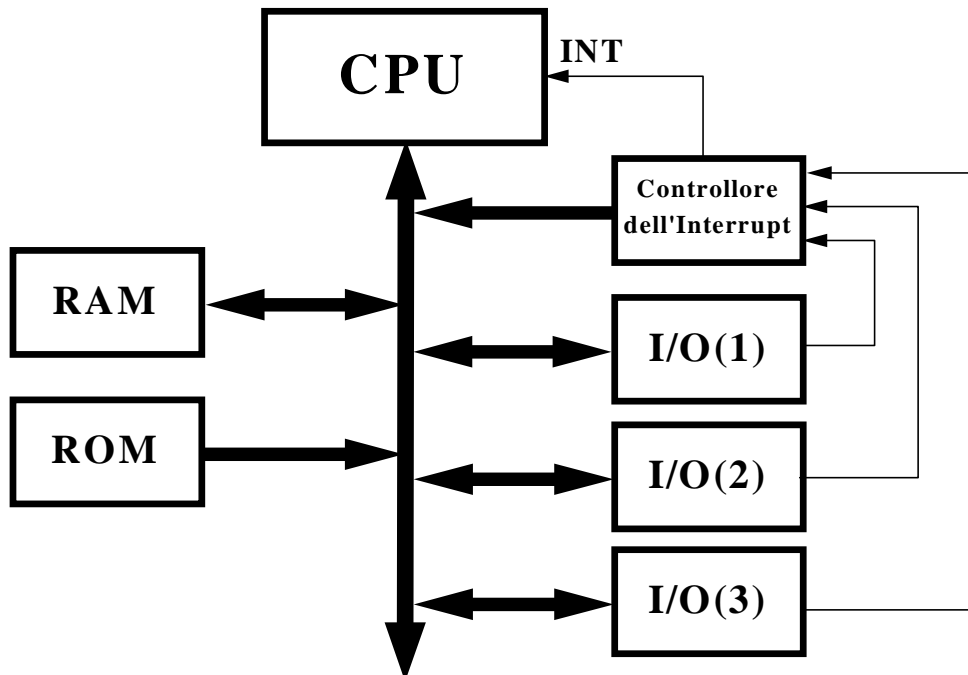 CPU
INT
Controllore
dell'Interrupt
RAM
I/O(1)
ROM
I/O(2)
I/O(3)